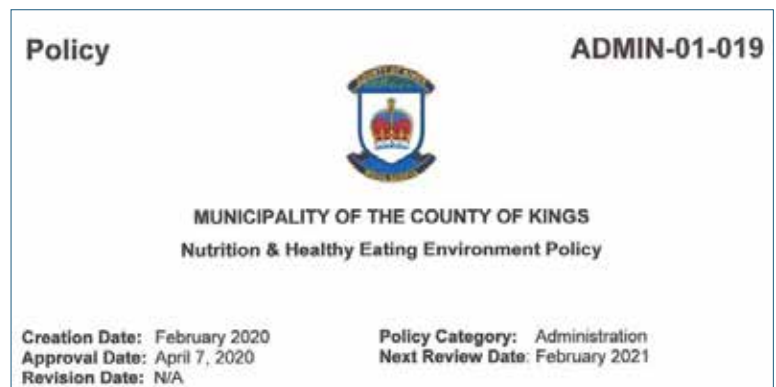 Policy ADMIN-01-019
MUNICIPALITY OF THE COUNTY OF KINGS
Nutrition & Healthy Eating Environment Policy
Creation Date: February 2020 Policy Category: Administration
Approval Date: April 7, 2020 Next Review Date: February 2021
Revision Date: N/A